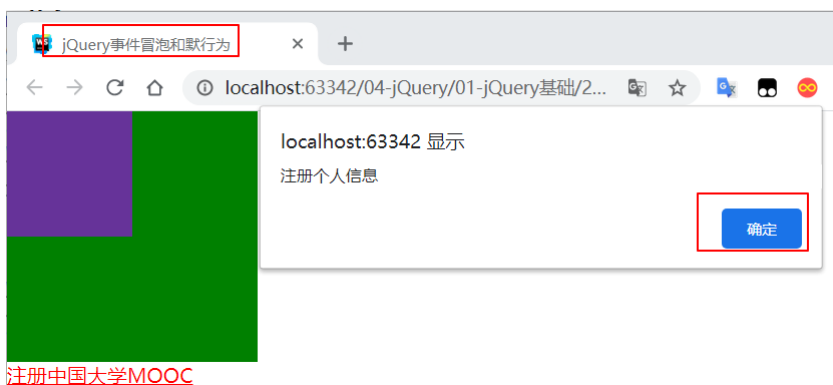 jQuery事件冒泡和默行为
localhost:63342/04-jQuery/01-jQuery基础/2...
localhost:63342 显示
注册个人信息
确定
注册中国大学MOOC